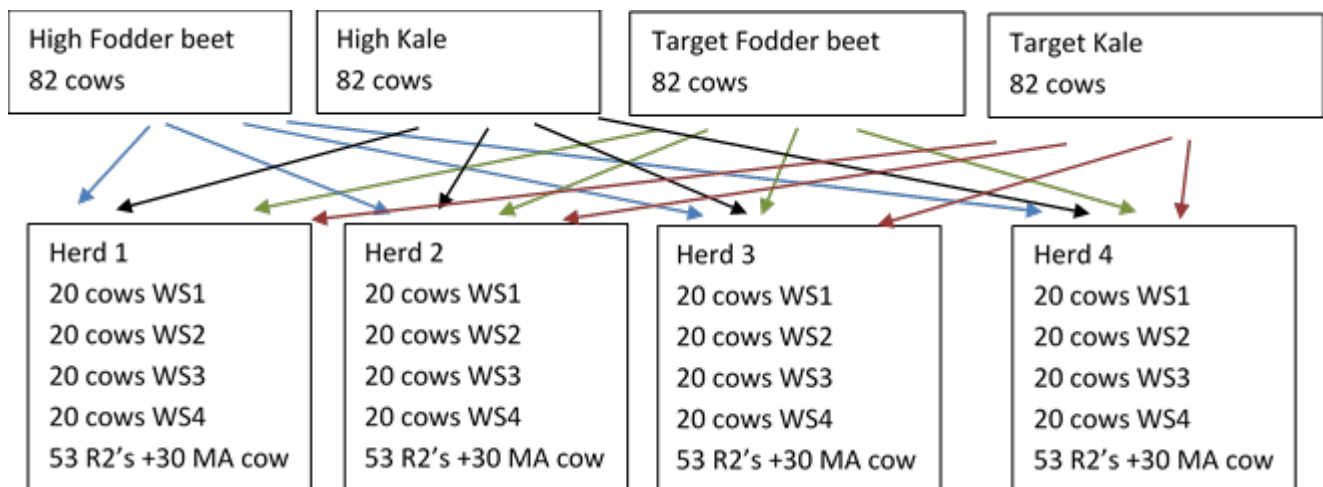 High Fodder beet
82 cows
High Kale
82 cows
Target Fodder beet
82 cows
Target Kale
82 cows
Herd 1
20 cows WS1
20 cows WS2
20 cows WS3
20 cows WS4
53 R2’s +30 MA cow
Herd 2
20 cows WS1
20 cows WS2
20 cows WS3
20 cows WS4
53 R2’s +30 MA cow
Herd 3
20 cows WS1
20 cows WS2
20 cows WS3
20 cows WS4
53 R2’s +30 MA cow
Herd 4
20 cows WS1
20 cows WS2
20 cows WS3
20 cows WS4
53 R2’s +30 MA cow